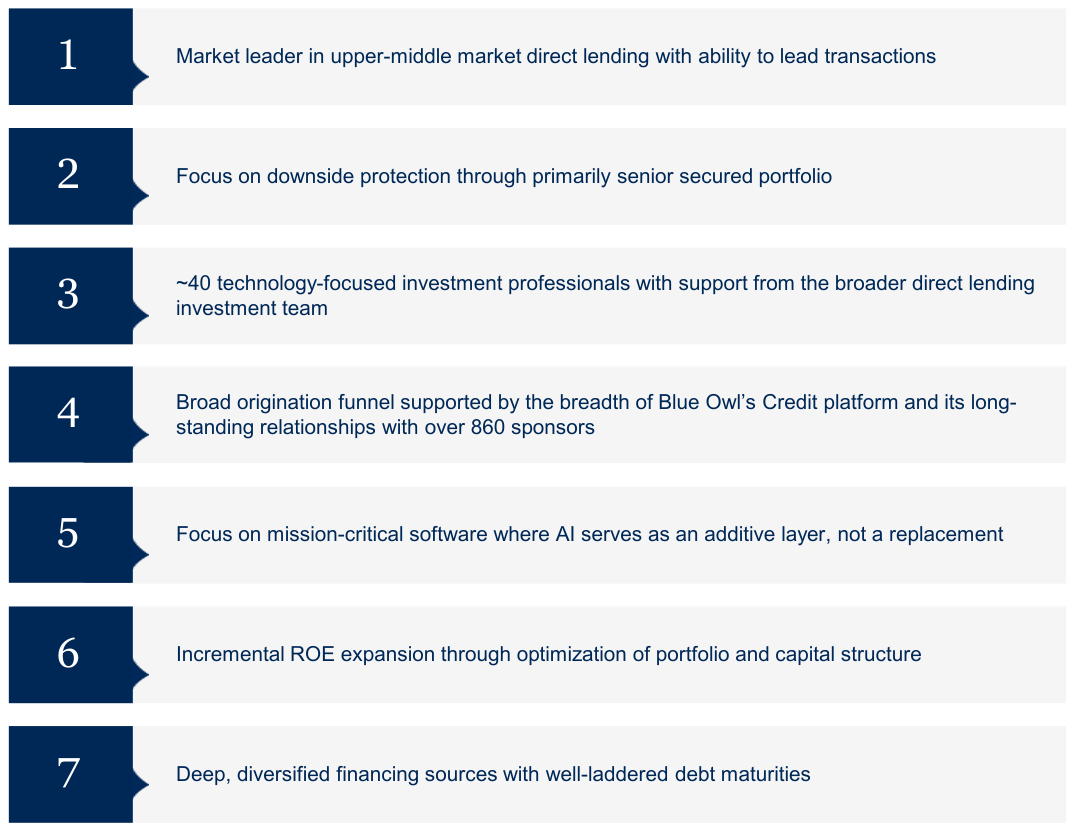 1
Market leader in upper-middle market direct lending with ability to lead transactions
2
Focus on downside protection through primarily senior secured portfolio
3
~40 technology-focused investment professionals with support from the broader direct lending
investment team
4
Broad origination funnel supported by the breadth of Blue Owl’s Credit platform and its long-
standing relationships with over 860 sponsors
5
Focus on mission-critical software where AI serves as an additive layer, not a replacement
6
Incremental ROE expansion through optimization of portfolio and capital structure
7
Deep, diversified financing sources with well-laddered debt maturities